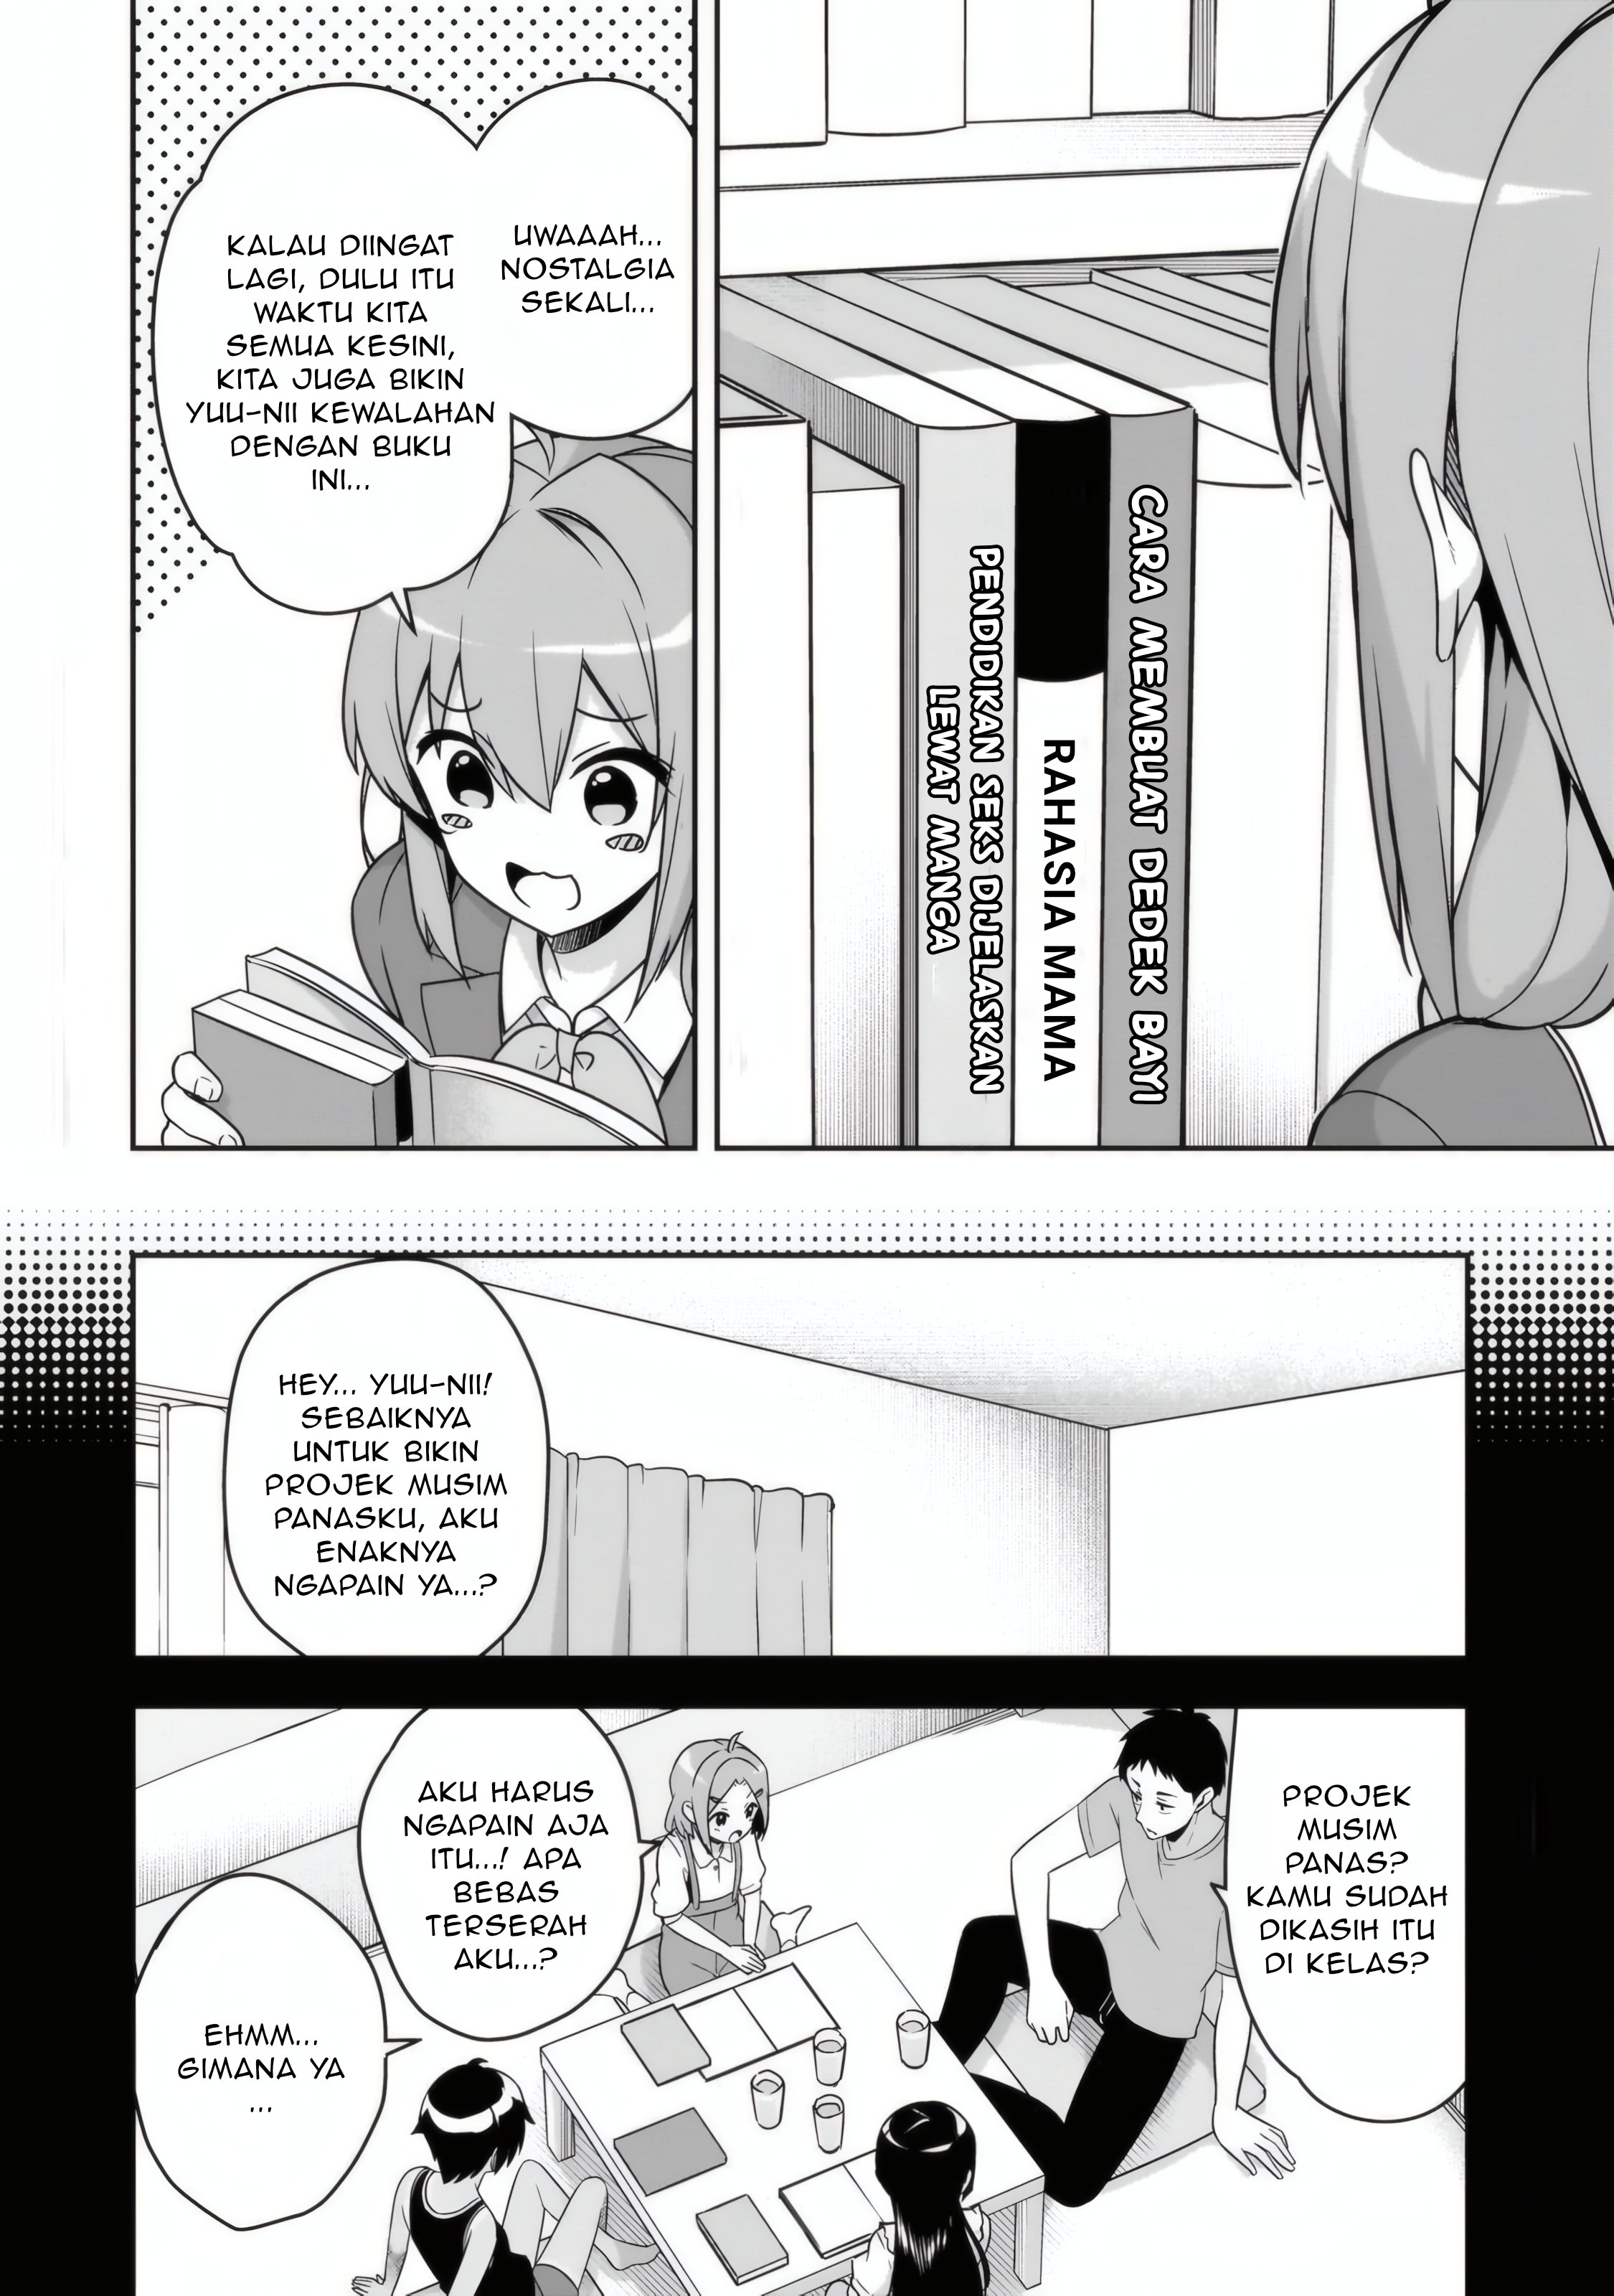 CARA MEMBUAT DEDEK BAYI
RAHASIA MAMA
PENDIDIKAN SEKS DIJELASKAN
LEWAT MANGA
UWAAAH...
NOSTALGIA
SEKALI...
KALAU DIINGAT
LAGI, DULU ITU
WAKTU KITA
SEMUA KESINI,
KITA JUGA BIKIN
YUU-NII KEWALAHAN
DENGAN BUKU
INI...
HEY... YUU-NII!
SEBAIKNYA
UNTUK BIKIN
PROJEK MUSIM
PANASKU, AKU
ENAKNYA
NGAPAIN YA...?
PROJEK
MUSIM
PANAS?
KAMU SUDAH
DIKASIH ITU
DI KELAS?
AKU HARUS
NGAPAIN AJA
ITU...! APA
BEBAS
TERSERAH
AKU...?
EHMM...
GIMANA YA
...